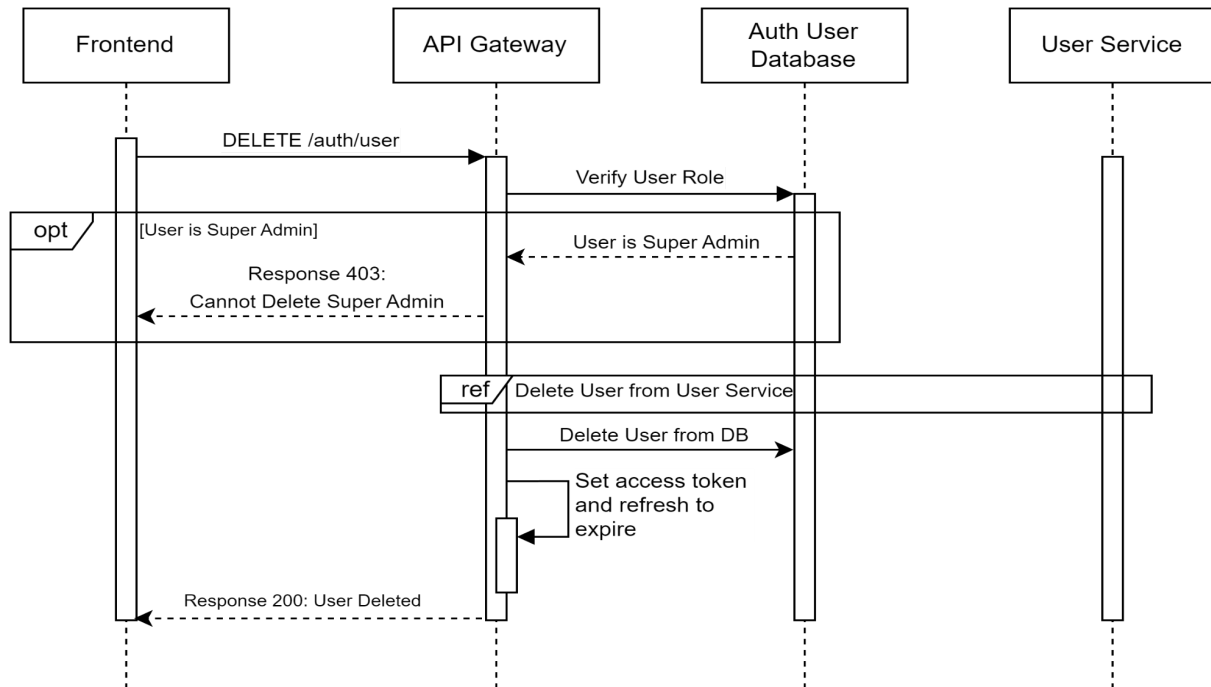 Frontend
API Gateway
Auth User
Database
User Service
DELETE /auth/user
Verify User Role
opt
[User is Super Admin]
User is Super Admin
Response 403:
Cannot Delete Super Admin
ref
Delete User from User Service
Delete User from DB
Set access token
and refresh to
expire
Response 200: User Deleted